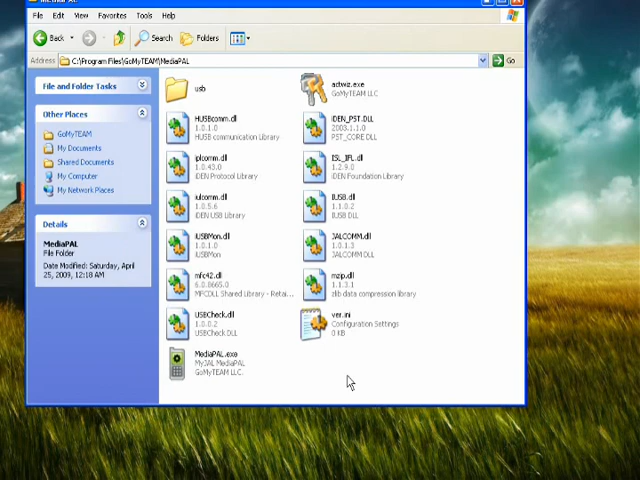 MediaPAL
File Edit View Favorites Tools Help
Back Search Folders
Address C:\Program Files\GoMyTEAM\MediaPAL Go
File and Folder Tasks
Other Places
GoMyTEAM
My Documents
Shared Documents
My Computer
My Network Places
Details
MediaPAL
File Folder
Date Modified: Saturday, April
25, 2009, 12:18 AM
usb
actwiz.exe
GoMyTEAM LLC
HUSBcomm.dll
1.0.1.0
HUSB communication Library
iDEN_PST.DLL
2003.1.1.0
PST_CORE DLL
iplcomm.dll
1.0.43.0
iDEN Protocol Library
ISL_IFL.dll
1.2.9.0
iDEN Foundation Library
iulcomm.dll
1.0.5.6
iDEN USB Library
IUSB.dll
1.1.0.2
IUSB DLL
iUSBMon.dll
1.0.1.0
iUSBMon
JALCOMM.dll
1.0.1.3
JALCOMM DLL
mfc42.dll
6.0.8665.0
MFCDLL Shared Library - Retai...
mzip.dll
1.1.3.1
zlib data compression library
USBCheck.dll
1.0.0.2
USBCheck DLL
ver.ini
Configuration Settings
0 KB
MediaPAL.exe
MyJAL MediaPAL
GoMyTEAM LLC.